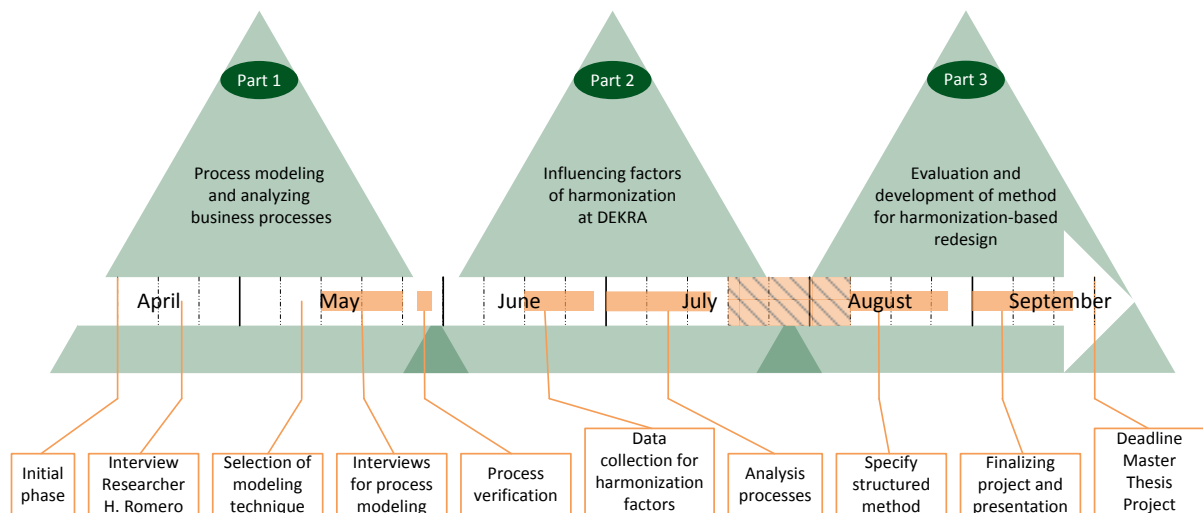 Part 1
Part 2
Part 3
Process modeling
and analyzing
business processes
Influencing factors
of harmonization
at DEKRA
Evaluation and
development of method
for harmonization-based
redesign
April
May
June
July
August
September
Initial
phase
Interview
Researcher
H. Romero
Selection of
modeling
technique
Interviews
for process
modeling
Process
verification
Data
collection for
harmonization
factors
Analysis
processes
Specify
structured
method
Finalizing
project and
presentation
Deadline
Master
Thesis
Project